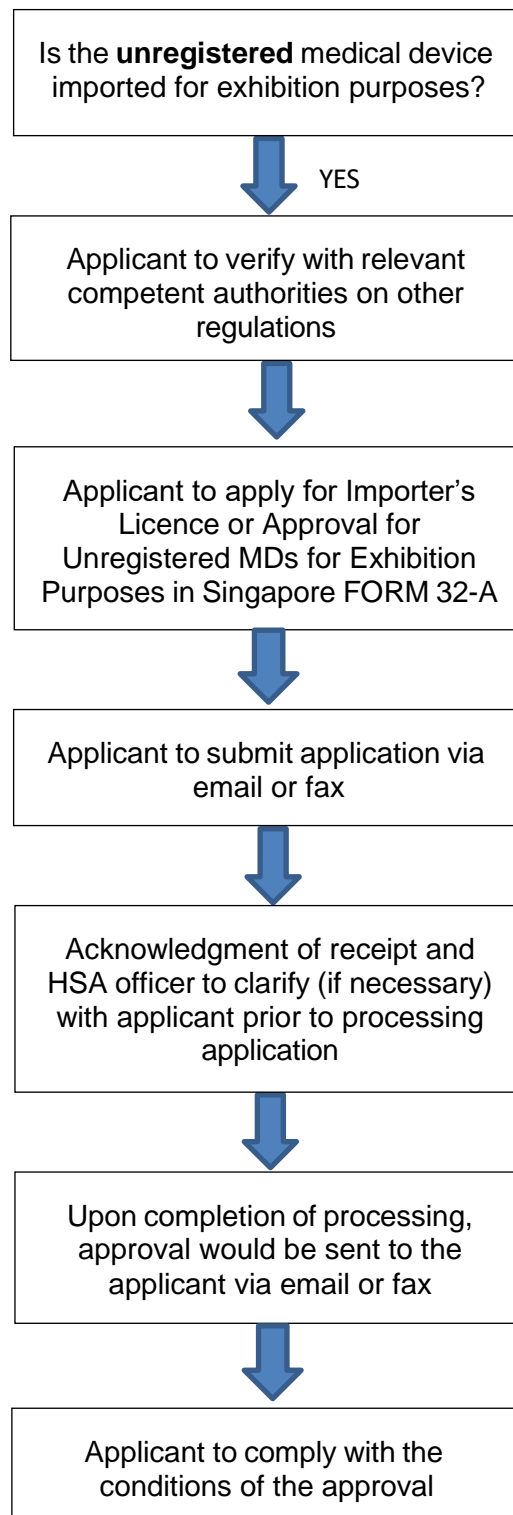 Is the unregistered medical device
imported for exhibition purposes?
YES
Applicant to verify with relevant
competent authorities on other
regulations
Applicant to apply for Importer’s
Licence or Approval for
Unregistered MDs for Exhibition
Purposes in Singapore FORM 32-A
Applicant to submit application via
email or fax
Acknowledgment of receipt and
HSA officer to clarify (if necessary)
with applicant prior to processing
application
Upon completion of processing,
approval would be sent to the
applicant via email or fax
Applicant to comply with the
conditions of the approval